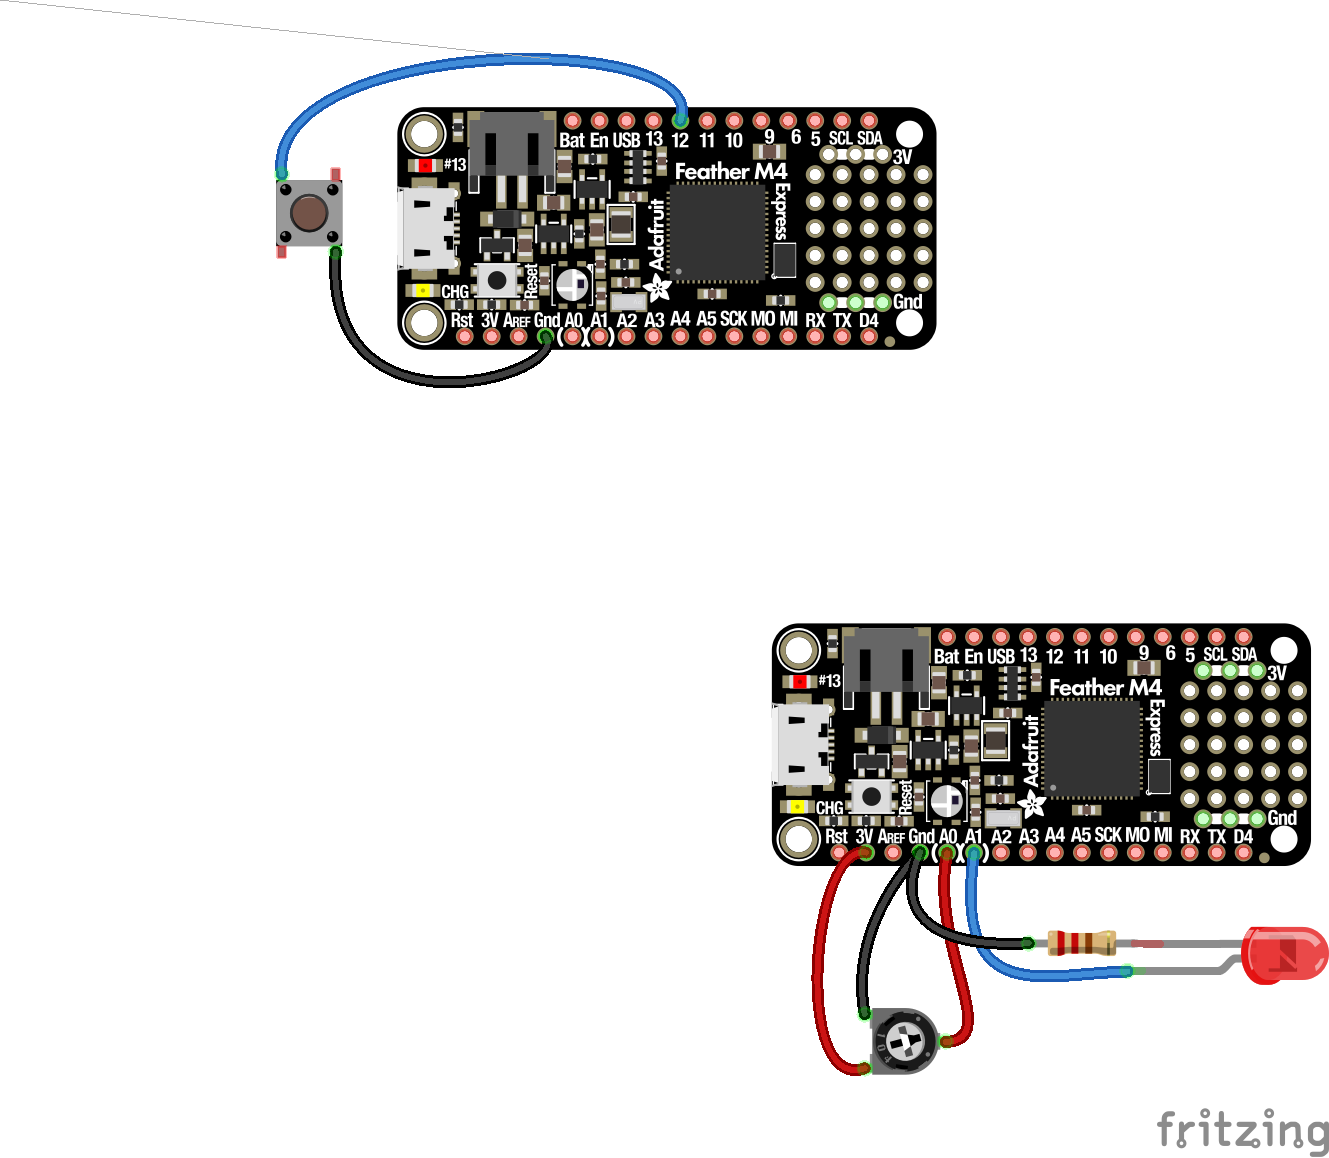 Bat En USB 13 12 11 10 9 6 5 SCL SDA
3V
#13
Feather M4
Express
Adafruit
Reset
CHG
Gnd
Rst 3V AREF Gnd A0 A1 A2 A3 A4 A5 SCK MO MI RX TX D4
Bat En USB 13 12 11 10 9 6 5 SCL SDA
3V
#13
Feather M4
Express
Adafruit
Reset
CHG
Gnd
Rst 3V AREF Gnd A0 A1 A2 A3 A4 A5 SCK MO MI RX TX D4
fritzing